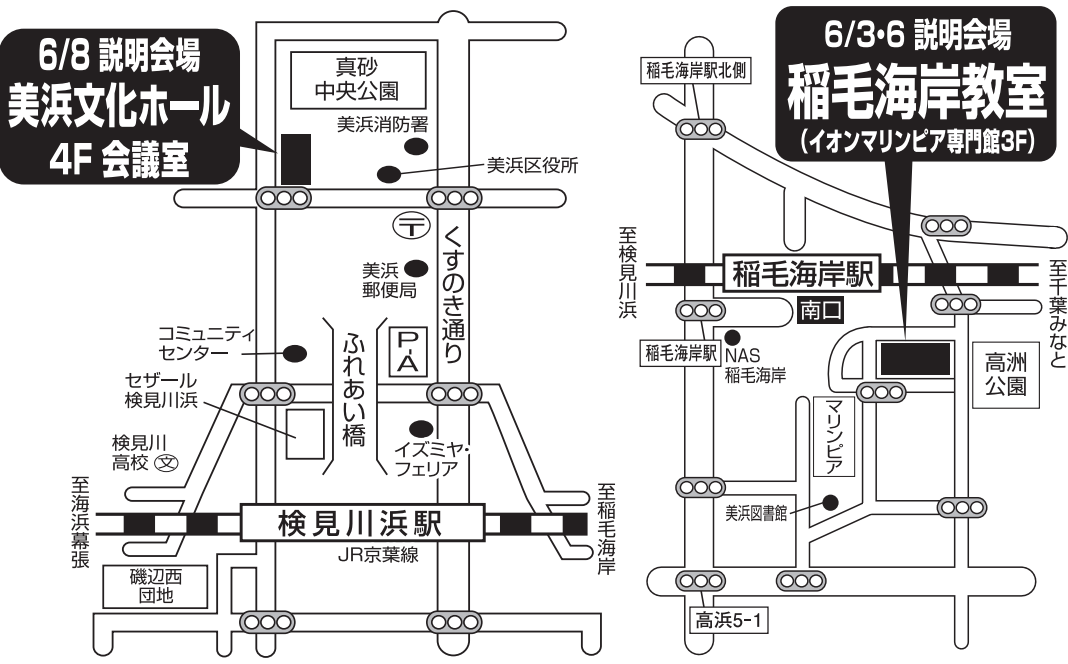 6/8 説明会場
美浜文化ホール
4F 会議室
真砂
中央公園
美浜消防署
美浜区役所
〒
美浜
郵便局
くすのき通り
コミュニティ
センター
ふれあい橋
P-A
セザール
検見川浜
検見川
高校 文
イズミヤ・
フェリア
至海浜幕張
検見川浜駅
至稲毛海岸
JR京葉線
磯辺西
団地
6/3・6 説明会場
稲毛海岸教室
(イオンマリンピア専門館3F)
稲毛海岸駅北側
至検見川浜
稲毛海岸駅
至千葉みなと
南口
稲毛海岸駅
NAS
稲毛海岸
高洲
公園
マリンピア
美浜図書館
高浜5-1